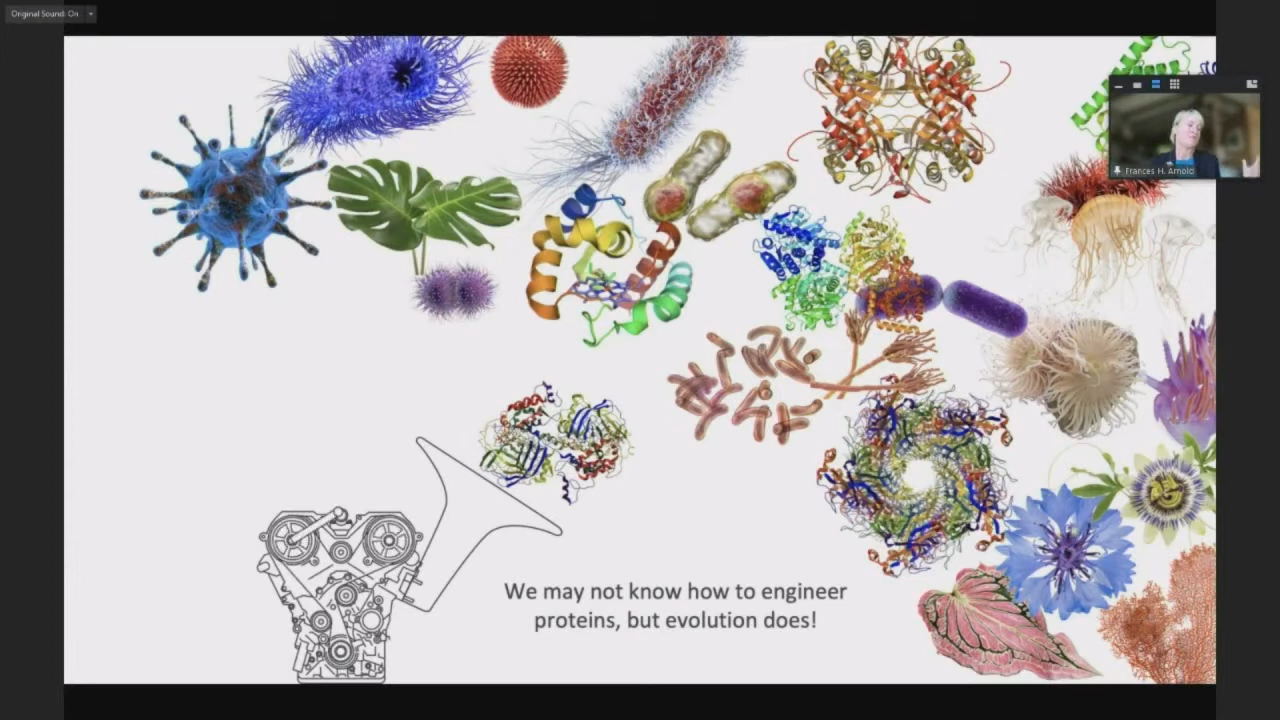 Original Sound: On
Frances H. Arnold
We may not know how to engineer
proteins, but evolution does!